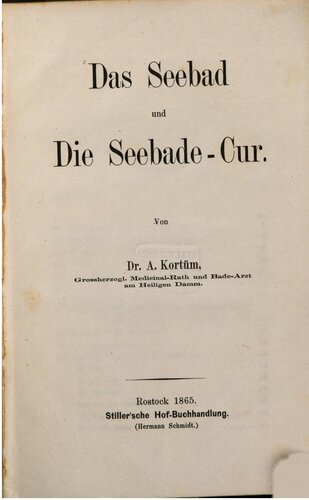 Das Seebad
und
Die Seebade-Cur.
Von
Dr. A. Kortüm,
Grossherzogl. Medicinal-Rath und Bade-Arzt
am Heiligen Damm.
Rostock 1865.
Stiller'sche Hof-Buchhandlung.
(Hermann Schmidt.)